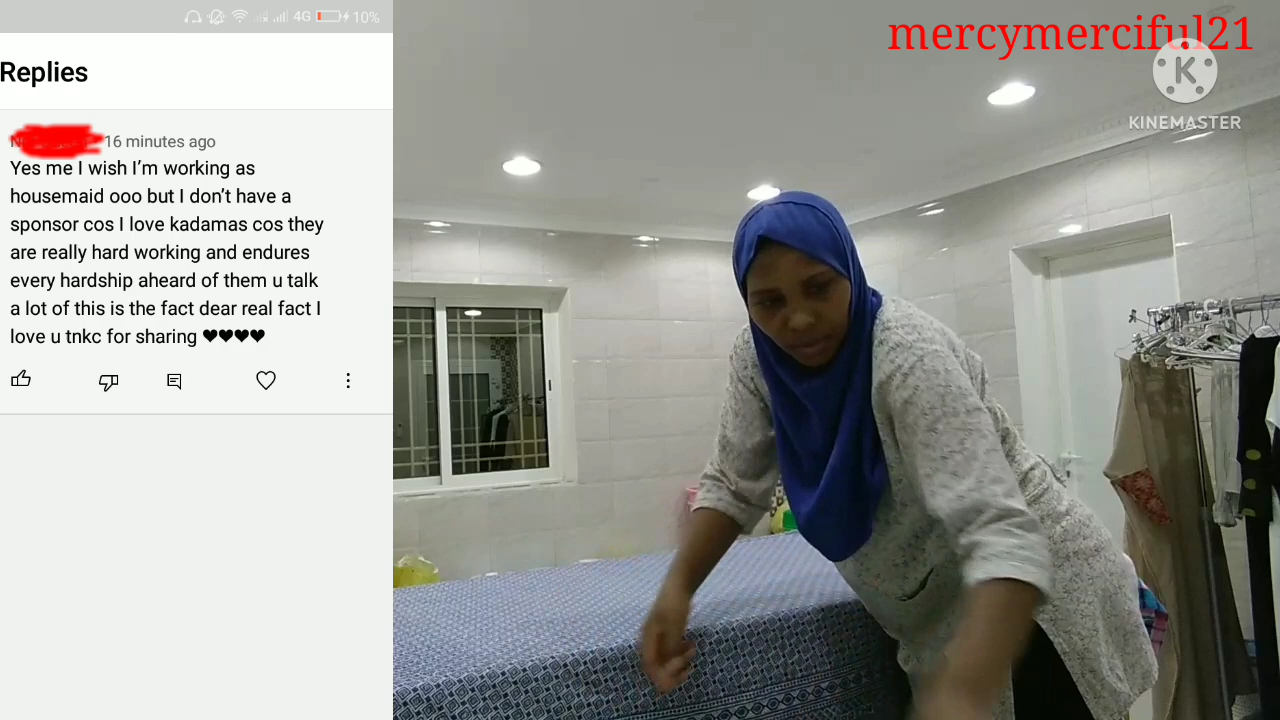 4G 10%
Replies
16 minutes ago
Yes me I wish I'm working as
housemaid ooo but I don't have a
sponsor cos I love kadamas cos they
are really hard working and endures
every hardship aheard of them u talk
a lot of this is the fact dear real fact I
love u tnkc for sharing ♥♥♥♥
mercymerciful21
K
KINEMASTER